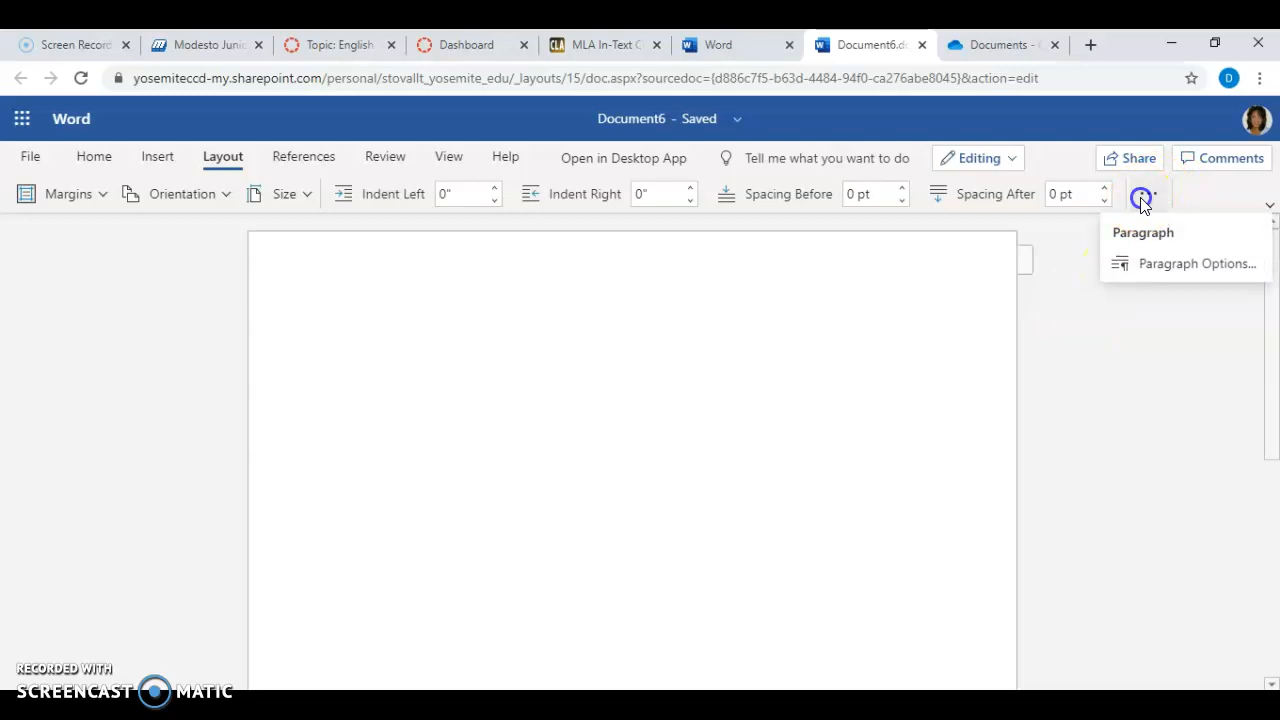 Screen Record
Modesto Junio
Topic: English
Dashboard
MLA In-Text C
Word
Document6.do
Documents -
yosemiteccd-my.sharepoint.com/personal/stovallt_yosemite_edu/_layouts/15/doc.aspx?sourcedoc={d886c7f5-b63d-4484-94f0-ca276abe8045}&action=edit
D
Word
Document6 - Saved
File
Home
Insert
Layout
References
Review
View
Help
Open in Desktop App
Tell me what you want to do
Editing
Share
Comments
Margins
Orientation
Size
Indent Left
0"
Indent Right
0"
Spacing Before
0 pt
Spacing After
0 pt
Paragraph
Paragraph Options...
RECORDED WITH
SCREENCAST MATIC